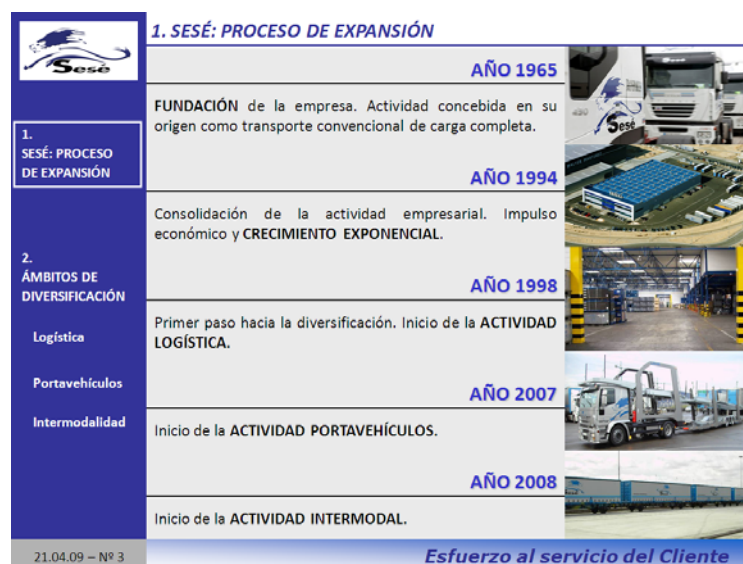 Sesé
1. SESÉ: PROCESO DE EXPANSIÓN
1.
SESÉ: PROCESO
DE EXPANSIÓN
2.
ÁMBITOS DE
DIVERSIFICACIÓN
Logística
Portavehículos
Intermodalidad
AÑO 1965
FUNDACIÓN de la empresa. Actividad concebida en su
origen como transporte convencional de carga completa.
AÑO 1994
Consolidación de la actividad empresarial. Impulso
económico y CRECIMIENTO EXPONENCIAL.
AÑO 1998
Primer paso hacia la diversificación. Inicio de la ACTIVIDAD
LOGÍSTICA.
AÑO 2007
Inicio de la ACTIVIDAD PORTAVEHÍCULOS.
AÑO 2008
Inicio de la ACTIVIDAD INTERMODAL.
Sesé
21.04.09 – Nº 3
Esfuerzo al servicio del Cliente